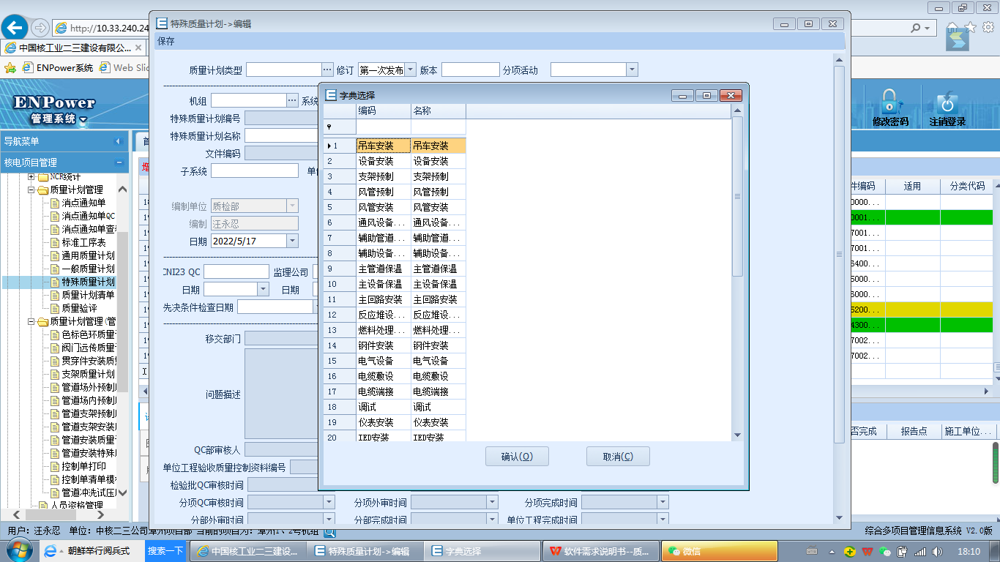 特殊质量计划->编辑
http://10.33.240.24
中国核工业二三建设有限公...
ENPower系统
Web Slic
保存
质量计划类型
修订
第一次发布
版本
分项活动
机组
系统
特殊质量计划编号
特殊质量计划名称
文件编码
子系统
编制单位
质检部
编制
汪永忍
日期
2022/5/17
CNI23 QC
监理公司
日期
日期
先决条件检查日期
移交部门
问题描述
QC部审核人
单位工程验收质量控制资料编号
检验批QC审核时间
分项QC审核时间
分项外审时间
分项完成时间
分部外审时间
分部完成时间
单位工程完成时间
ENPower
管理系统
修改密码
注销登录
导航菜单
核电项目管理
NCR统计
质量计划管理
消点通知单
消点通知单QC
消点通知单查
标准工序表
通用质量计划
一般质量计划
特殊质量计划
质量计划清单
质量验评
质量计划管理(管
色标色环质量
阀门远传质量
贯穿件安装质
支架质量计划
管道场外预制
管道场内预制
管道支架预制
管道支架安装
管道安装质量
管道安装特殊
控制单打印
控制单清单模
管道冲洗试压
人员资格管理
字典选择
编码 名称
1 吊车安装 吊车安装
2 设备安装 设备安装
3 支架预制 支架预制
4 风管预制 风管预制
5 风管安装 风管安装
6 通风设备... 通风设备...
7 辅助管道... 辅助管道...
8 辅助设备... 辅助设备...
9 主管道保温 主管道保温
10 主设备保温 主设备保温
11 主回路安装 主回路安装
12 反应堆设... 反应堆设...
13 燃料处理... 燃料处理...
14 钢件安装 钢件安装
15 电气设备 电气设备
16 电缆敷设 电缆敷设
17 电缆端接 电缆端接
18 调试 调试
19 仪表安装 仪表安装
20 IED安装 IED安装
确认(O)
取消(C)
件编码 适用 分类代码
0000...
0001...
7001...
7001...
6400...
5000...
6000...
5200...
4300...
7002...
7002...
否完成 报告点 施工单位...
用户：汪永忍 单位：中核二三公司漳州项目部 当前的项目为：漳州1、2号机组
综合多项目管理信息系统 V2.0版
朝鲜举行阅兵式
搜索一下
中国核工业二三建设...
特殊质量计划->编辑
字典选择
软件需求说明书--质...
微信
18:10